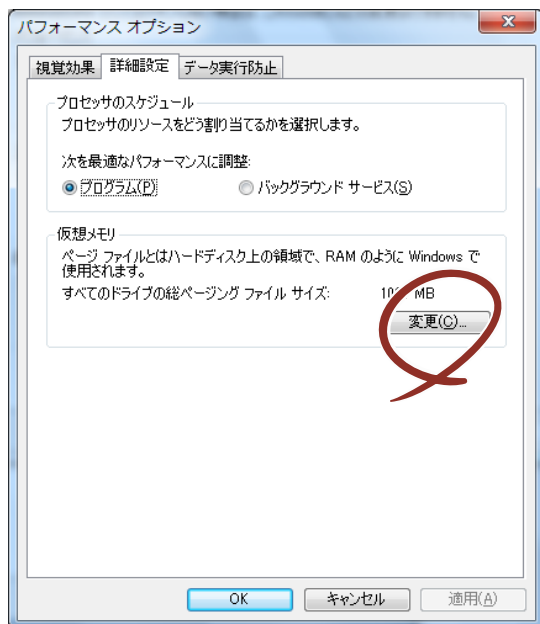 パフォーマンス オプション
視覚効果 詳細設定 データ実行防止
プロセッサのスケジュール
プロセッサのリソースをどう割り当てるかを選択します。
次を最適なパフォーマンスに調整:
プログラム(P) バックグラウンド サービス(S)
仮想メモリ
ページ ファイルとはハードディスク上の領域で、RAM のように Windows で
使用されます。
すべてのドライブの総ページング ファイル サイズ: MB
変更(C)...
OK キャンセル 適用(A)